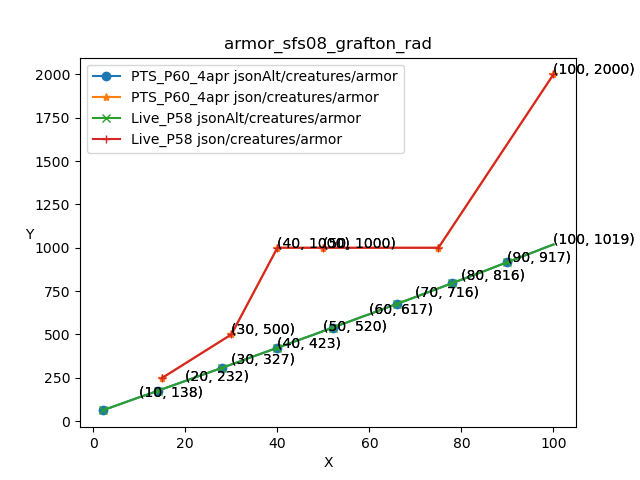 armor_sfs08_grafton_rad
PTS_P60_4apr jsonAlt/creatures/armor
PTS_P60_4apr json/creatures/armor
Live_P58 jsonAlt/creatures/armor
Live_P58 json/creatures/armor
Y
2000
1750
1500
1250
1000
750
500
250
0
(100, 2000)
(40, 1000)
(50, 1000)
(100, 1019)
(90, 917)
(80, 816)
(70, 716)
(60, 617)
(50, 520)
(30, 500)
(40, 423)
(30, 327)
(20, 232)
(10, 138)
0 20 40 60 80 100
X